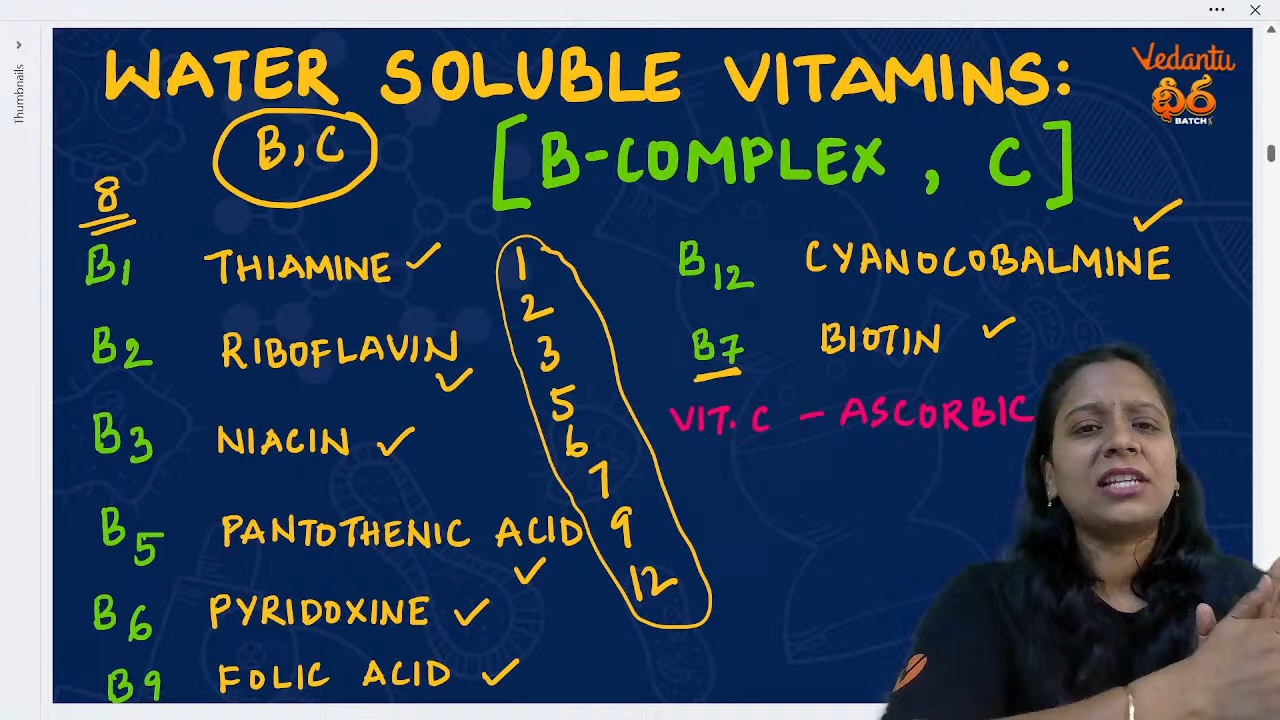 Thumbnails
WATER SOLUBLE VITAMINS:
Vedantu
ధీర
BATCH
B, C
[B-COMPLEX , C]
8
B1 THIAMINE
B2 RIBOFLAVIN
B3 NIACIN
B5 PANTOTHENIC ACID
B6 PYRIDOXINE
B9 FOLIC ACID
1
2
3
5
6
7
9
12
B12 CYANOCOBALMINE
B7 BIOTIN
VIT. C - ASCORBIC